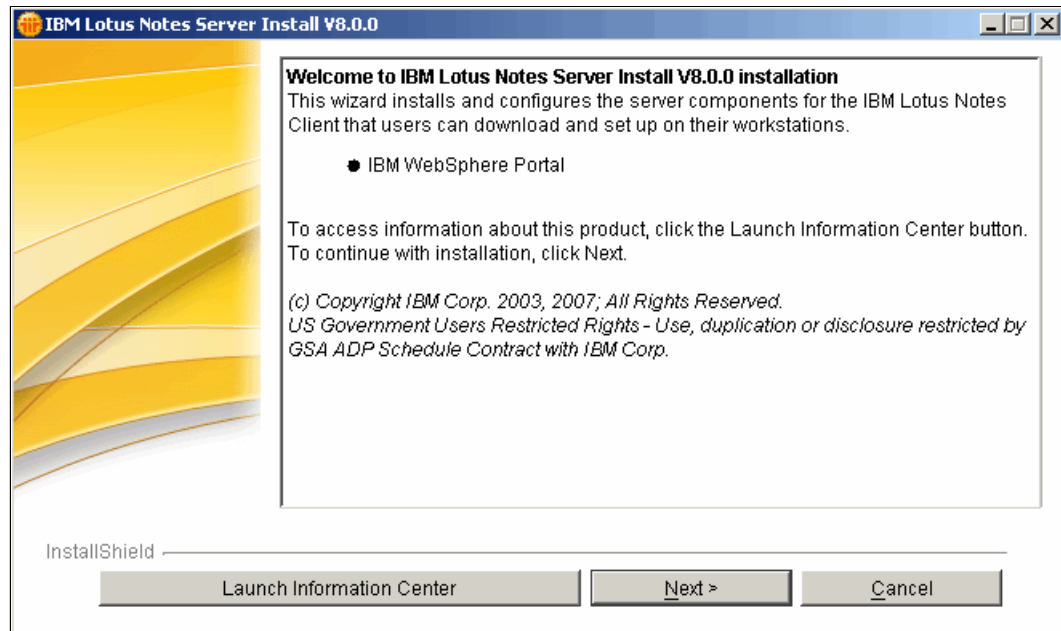 IBM Lotus Notes Server Install V8.0.0
Welcome to IBM Lotus Notes Server Install V8.0.0 installation
This wizard installs and configures the server components for the IBM Lotus Notes
Client that users can download and set up on their workstations.
IBM WebSphere Portal
To access information about this product, click the Launch Information Center button.
To continue with installation, click Next.
(c) Copyright IBM Corp. 2003, 2007; All Rights Reserved.
US Government Users Restricted Rights - Use, duplication or disclosure restricted by
GSA ADP Schedule Contract with IBM Corp.
InstallShield
Launch Information Center
Next >
Cancel